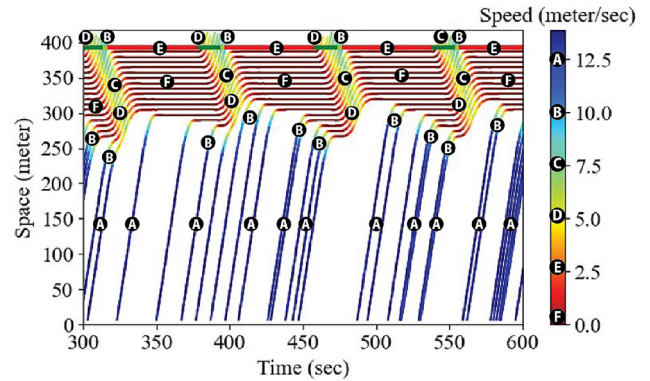 Speed (meter/sec)
D B D B D B C B
400
E E E E
12.5 A
350
C F C F C F C F
300
F D D B D B D B
10.0 B
250
B B B B B B B
7.5 C
200
150
A A A A A A A A A A A
5.0 D
100
2.5 E
50
0
0.0 F
300 350 400 450 500 550 600
Time (sec)
Space (meter)